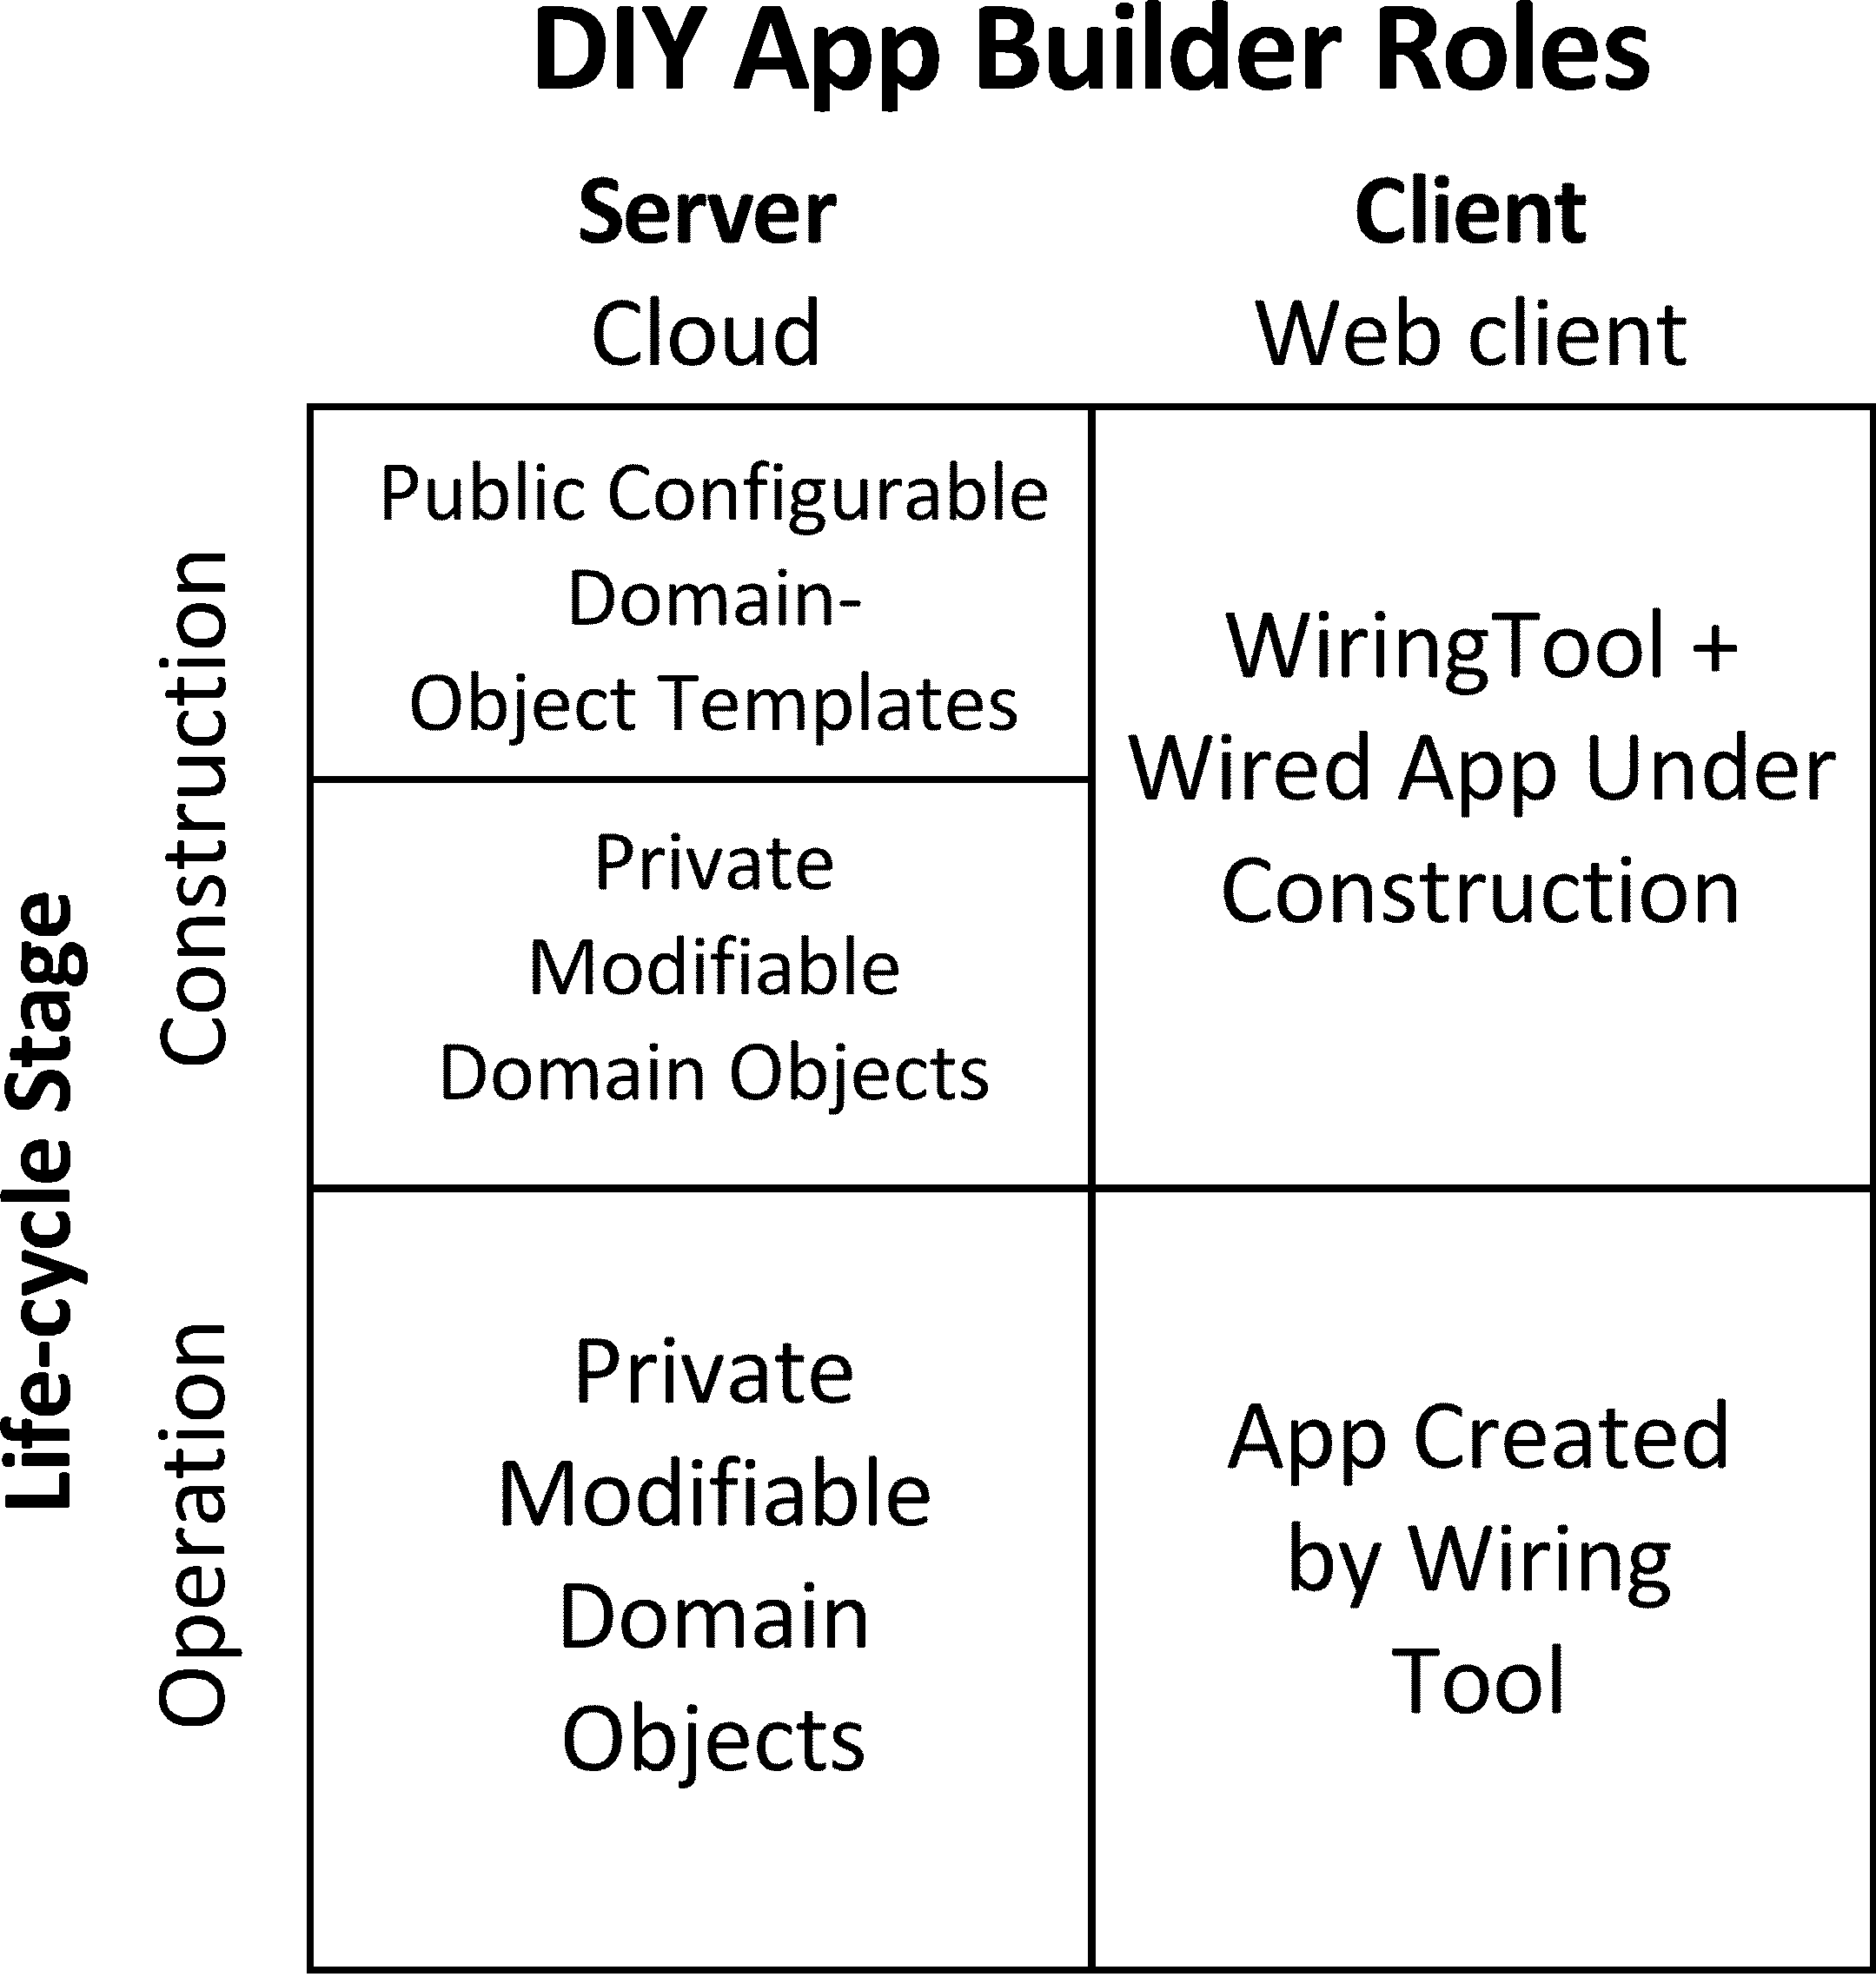 DIY App Builder Roles
Server
Client
Cloud
Web client
Life-cycle Stage
Construction
Public Configurable
Domain-
Object Templates
Private
Modifiable
Domain Objects
WiringTool +
Wired App Under
Construction
Operation
Private
Modifiable
Domain
Objects
App Created
by Wiring
Tool